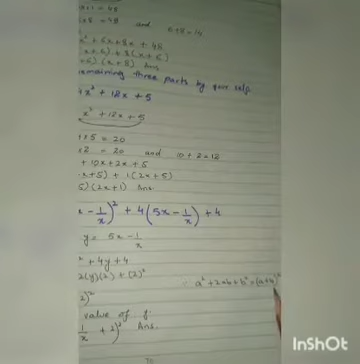 x8 = 48 and 6+8 = 14
x² + 6x + 8x + 48
x+6) + 8(x+6)
+6) (x+8) Ans
remaining three parts by your self
4x² + 12x + 5
x² + 12x + 5
4x5 = 20
x2 = 20 and 10+2=12
+ 10x+2x+5
x+5) + 1(2x+5)
5)(2x+1) Ans
x - 1/x)² + 4(5x - 1/x) + 4
y = 5x - 1/x
² + 4y + 4
2(y)(2) + (2)²
2)² ∵ a² + 2ab + b² = (a+b)²
value of y
1/x + 2)² Ans.
InShOt